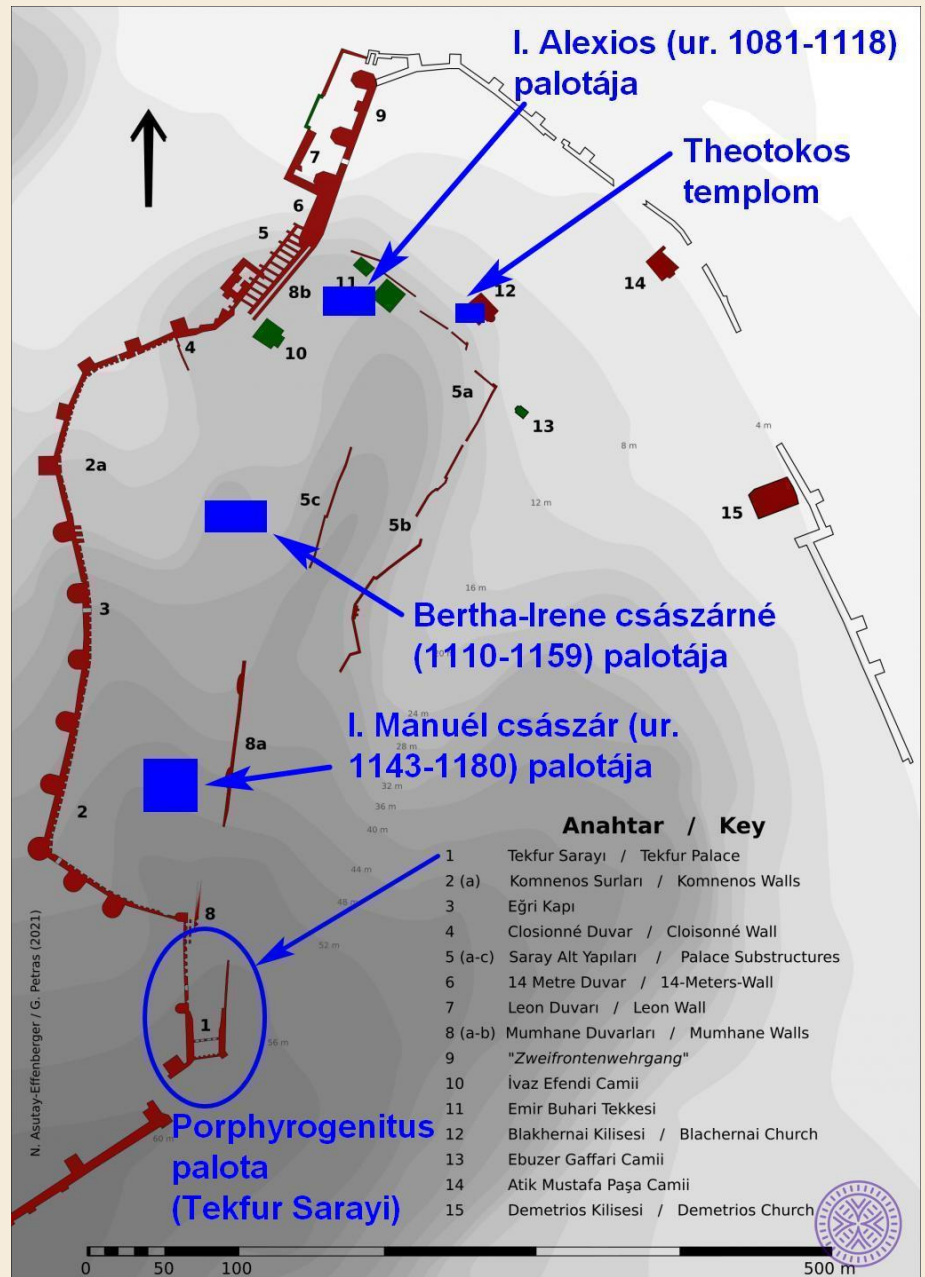 I. Alexios (ur. 1081-1118)
palotája
Theotokos
templom
9
7
6
5
8b
11
12
14
10
4
5a
13
4 m
8 m
2a
12 m
5c
5b
15
16 m
3
Bertha-Irene császárné
(1110-1159) palotája
20 m
24 m
I. Manuél császár (ur.
1143-1180) palotája
8a
28 m
32 m
2
36 m
40 m
44 m
48 m
8
52 m
1
56 m
60 m
Porphyrogenitus
palota
(Tekfur Sarayi)
Anahtar / Key
1 Tekfur Sarayı / Tekfur Palace
2 (a) Komnenos Surları / Komnenos Walls
3 Eğri Kapı
4 Closionné Duvar / Cloisonné Wall
5 (a-c) Saray Alt Yapıları / Palace Substructures
6 14 Metre Duvar / 14-Meters-Wall
7 Leon Duvarı / Leon Wall
8 (a-b) Mumhane Duvarları / Mumhane Walls
9 "Zweifrontenwehrgang"
10 İvaz Efendi Camii
11 Emir Buhari Tekkesi
12 Blakhernai Kilisesi / Blachernai Church
13 Ebuzer Gaffari Camii
14 Atik Mustafa Paşa Camii
15 Demetrios Kilisesi / Demetrios Church
N. Asutay-Effenberger / G. Petras (2021)
0 50 100 500 m